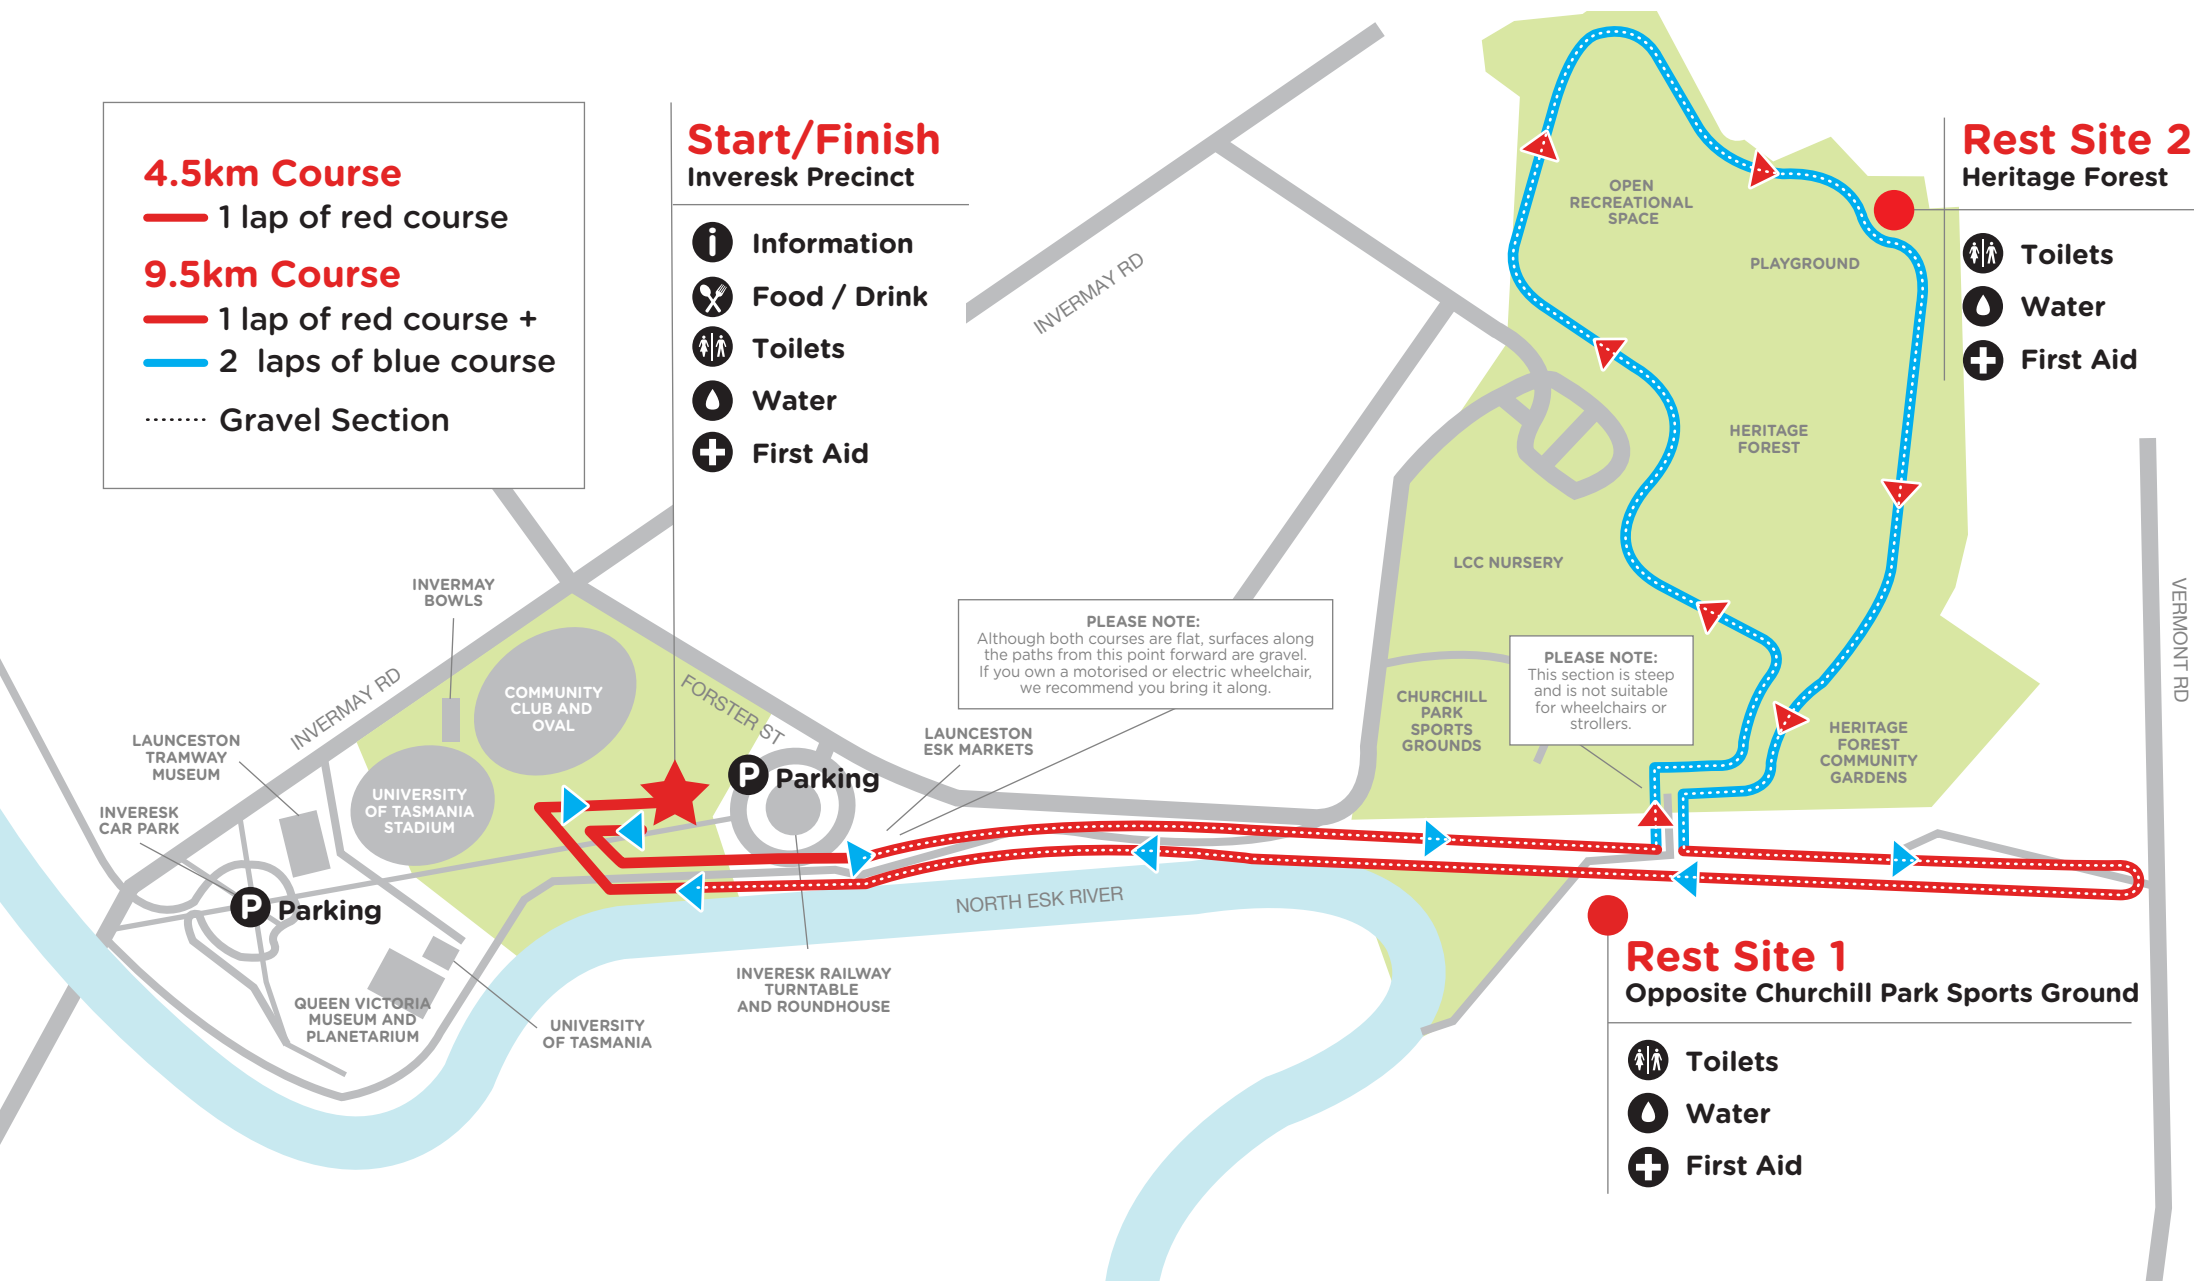 4.5km Course
1 lap of red course
9.5km Course
1 lap of red course +
2 laps of blue course
Gravel Section
Start/Finish
Inveresk Precinct
Information
Food / Drink
Toilets
Water
First Aid
Rest Site 2
Heritage Forest
Toilets
Water
First Aid
OPEN
RECREATIONAL
SPACE
PLAYGROUND
HERITAGE
FOREST
INVERMAY RD
LCC NURSERY
VERMONT RD
INVERMAY
BOWLS
PLEASE NOTE:
Although both courses are flat, surfaces along
the paths from this point forward are gravel.
If you own a motorised or electric wheelchair,
we recommend you bring it along.
PLEASE NOTE:
This section is steep
and is not suitable
for wheelchairs or
strollers.
COMMUNITY
CLUB AND
OVAL
FORSTER ST
INVERMAY RD
CHURCHILL
PARK
SPORTS
GROUNDS
HERITAGE
FOREST
COMMUNITY
GARDENS
LAUNCESTON
ESK MARKETS
LAUNCESTON
TRAMWAY
MUSEUM
P Parking
UNIVERSITY
OF TASMANIA
STADIUM
INVERESK
CAR PARK
P Parking
NORTH ESK RIVER
INVERESK RAILWAY
TURNTABLE
AND ROUNDHOUSE
QUEEN VICTORIA
MUSEUM AND
PLANETARIUM
UNIVERSITY
OF TASMANIA
Rest Site 1
Opposite Churchill Park Sports Ground
Toilets
Water
First Aid